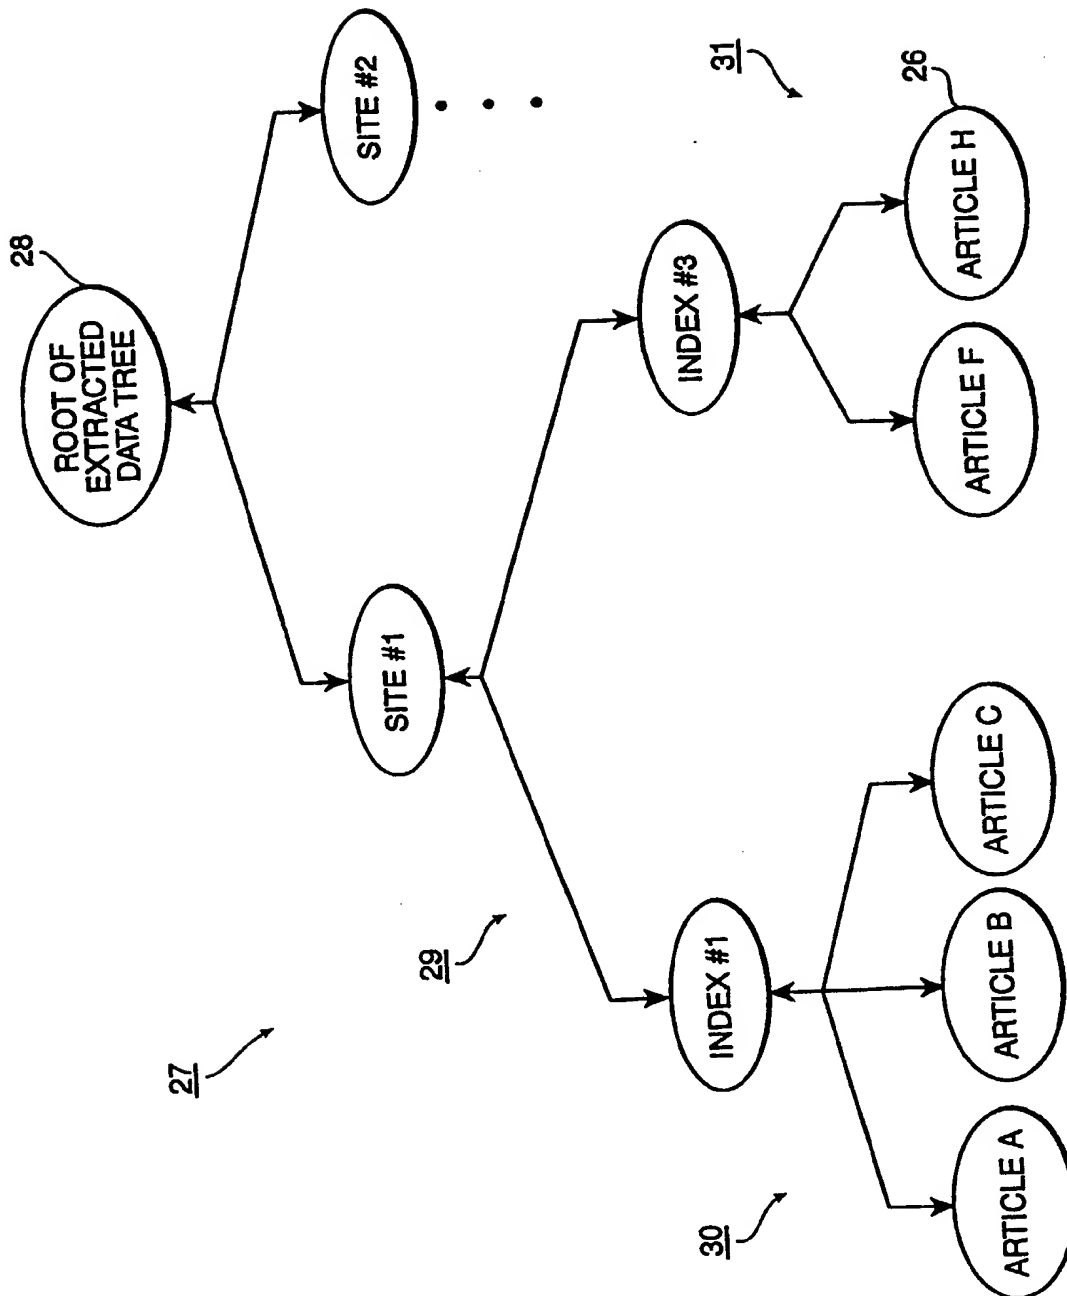 28
ROOT OF
EXTRACTED
DATA TREE
SITE #1
SITE #2
27
29
INDEX #1
INDEX #3
31
30
26
ARTICLE A
ARTICLE B
ARTICLE C
ARTICLE F
ARTICLE H